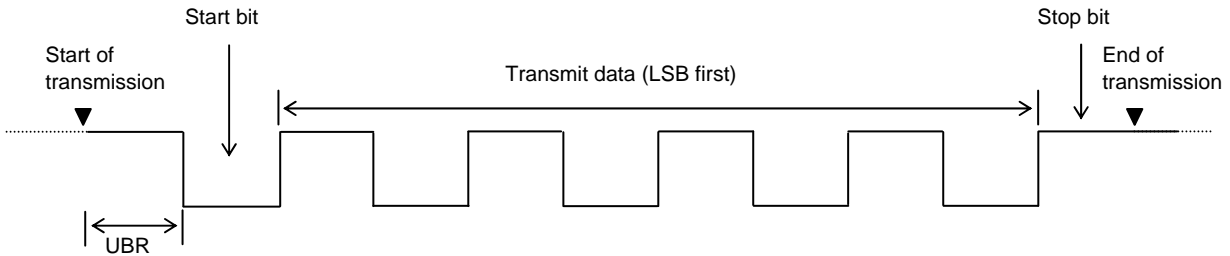 Start bit
Stop bit
Start of
transmission
End of
transmission
Transmit data (LSB first)
UBR